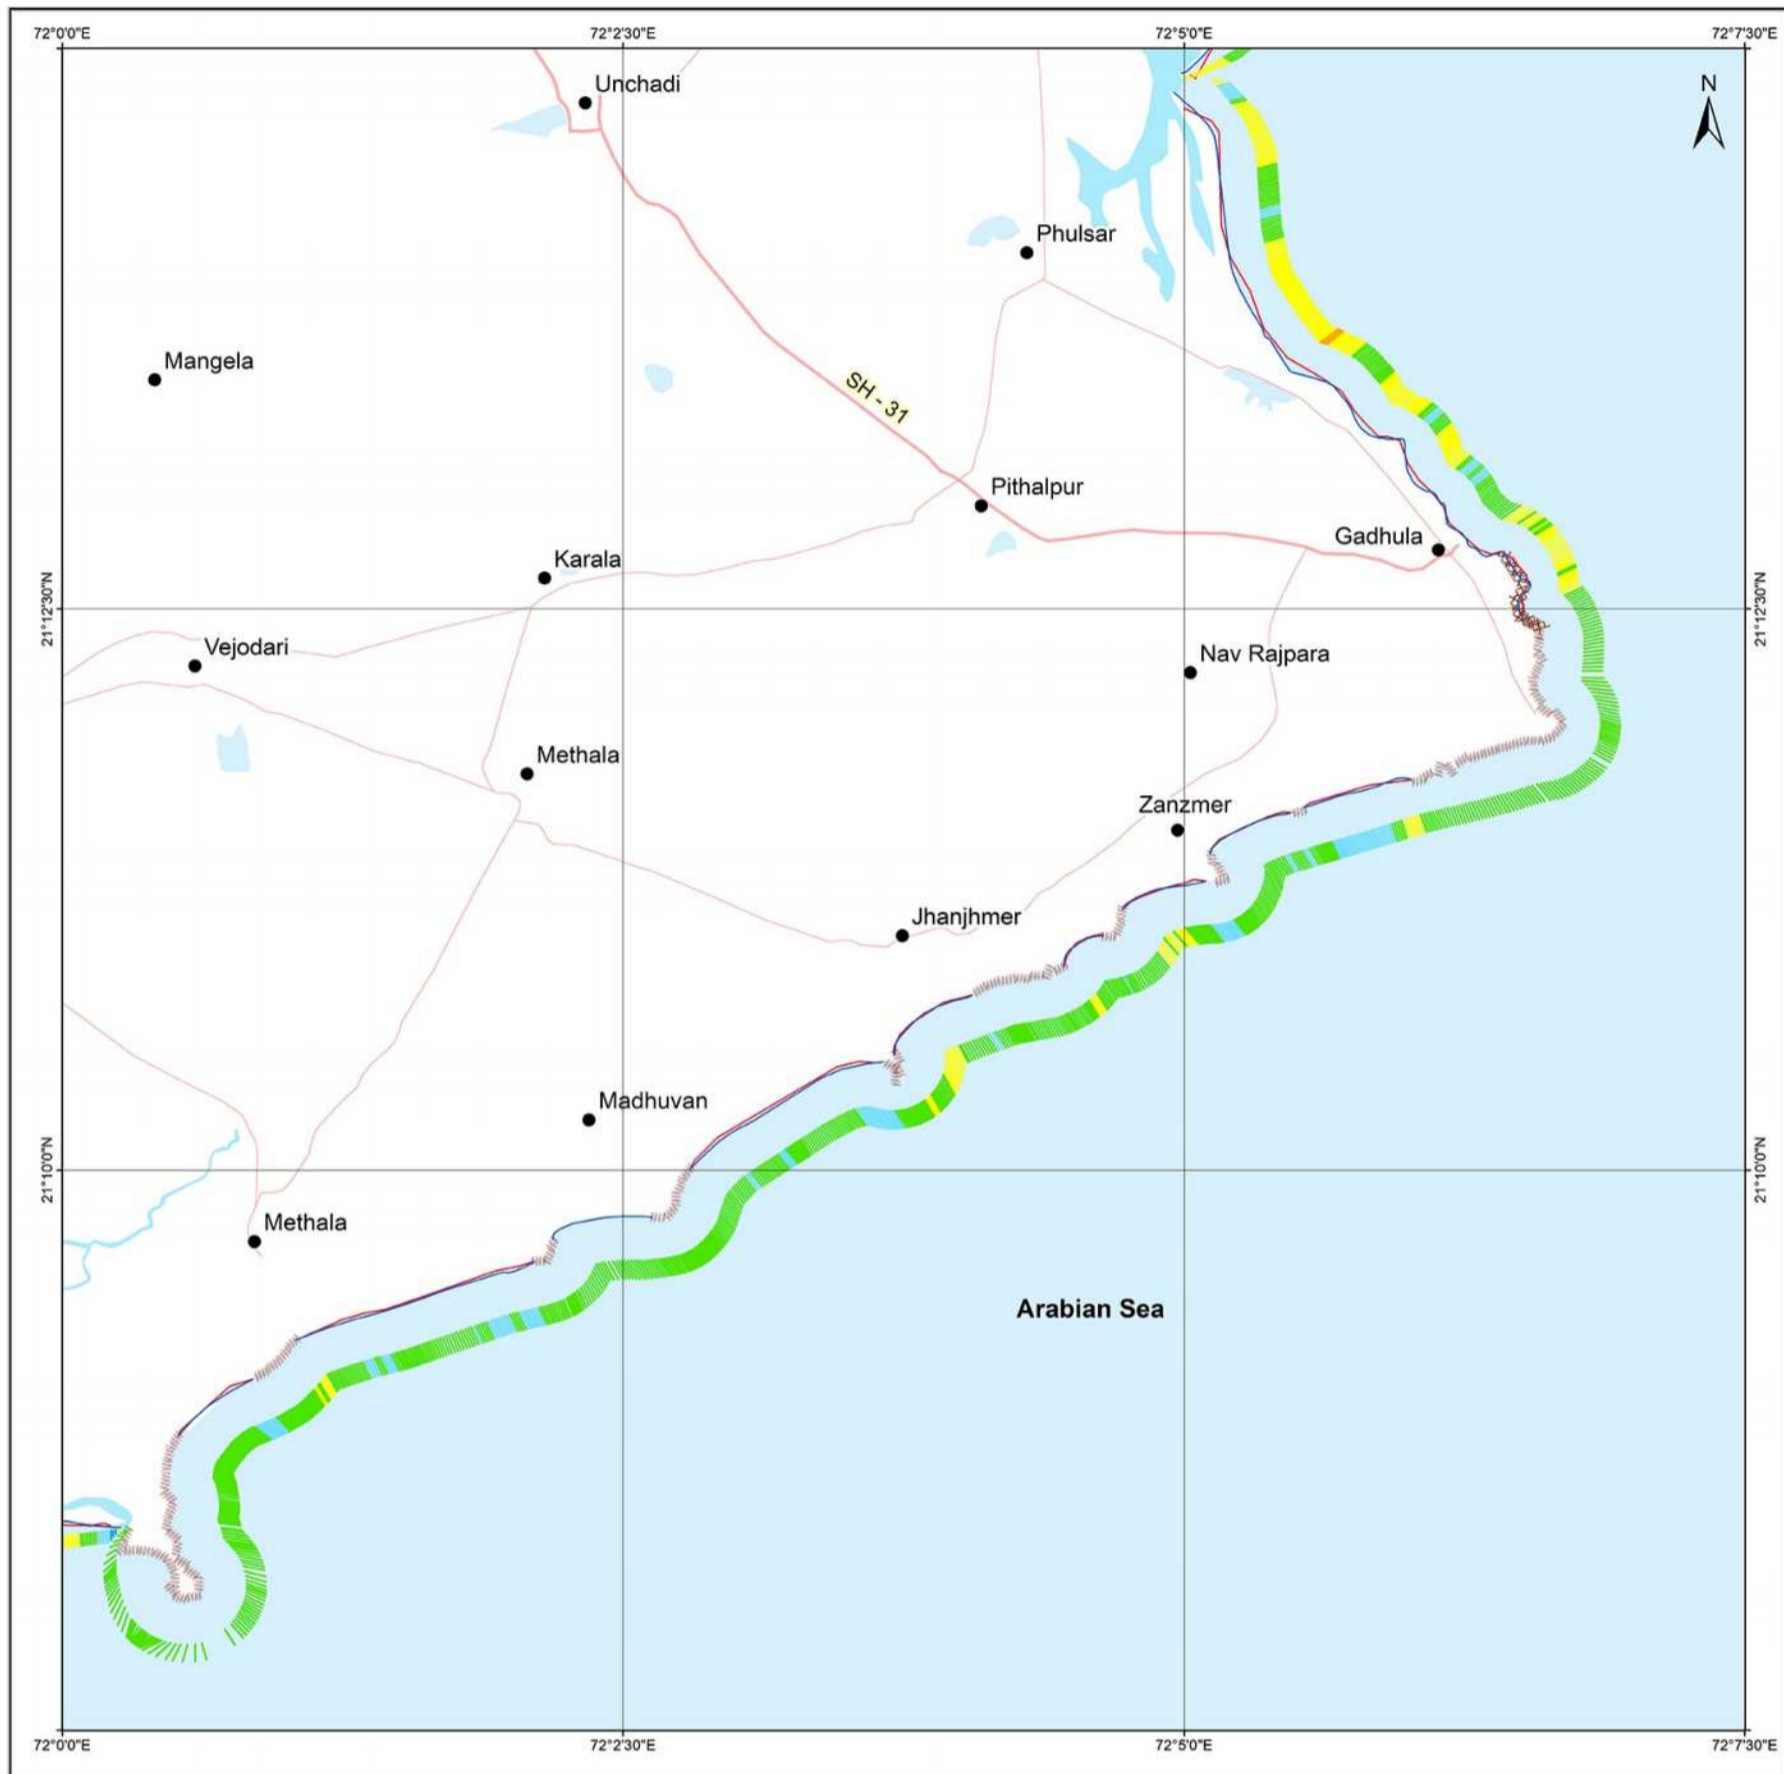 72°0'0"E 72°2'30"E 72°5'0"E 72°7'30"E
Unchadi
N
Phulsar
Mangela
SH - 31
Pithalpur
Gadhula
Karala
21°12'30"N 21°12'30"N
Vejodari
Nav Rajpara
Methala
Zanzmer
Jhanjhmer
Madhuvan
21°10'0"N 21°10'0"N
Methala
Arabian Sea
72°0'0"E 72°2'30"E 72°5'0"E 72°7'30"E